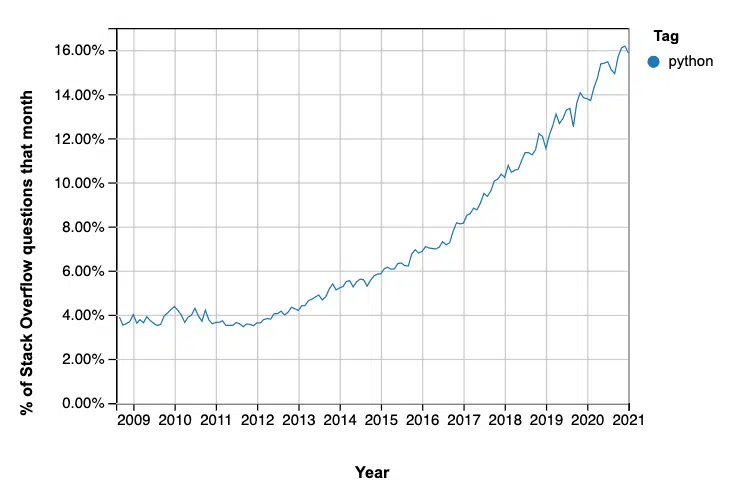 Tag
python
16.00%
14.00%
12.00%
10.00%
8.00%
6.00%
4.00%
2.00%
0.00%
% of Stack Overflow questions that month
2009 2010 2011 2012 2013 2014 2015 2016 2017 2018 2019 2020 2021
Year